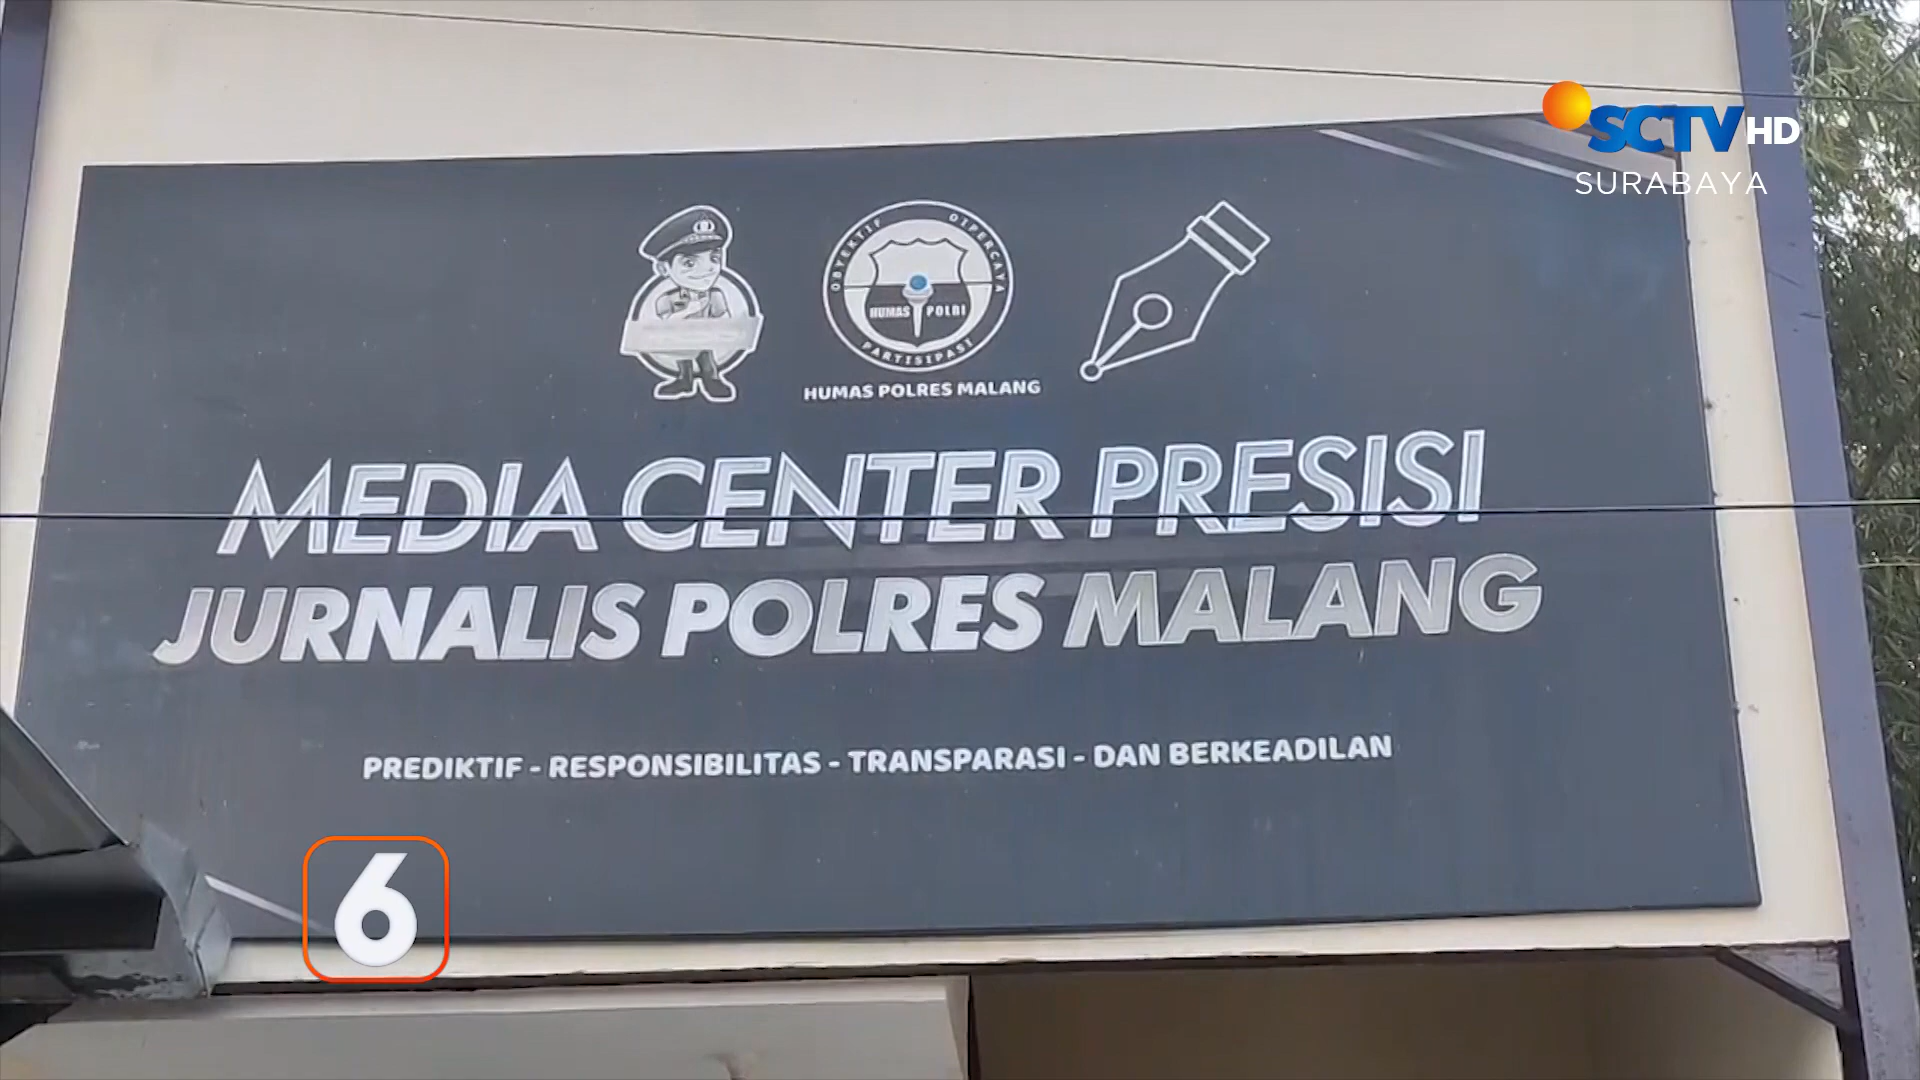 SCTV HD
SURABAYA
OBYEKTIF DIPERCAYA
HUMAS POLRI
PARTISIPASI
HUMAS POLRES MALANG
MEDIA CENTER PRESISI
JURNALIS POLRES MALANG
PREDIKTIF - RESPONSIBILITAS - TRANSPARASI - DAN BERKEADILAN
6